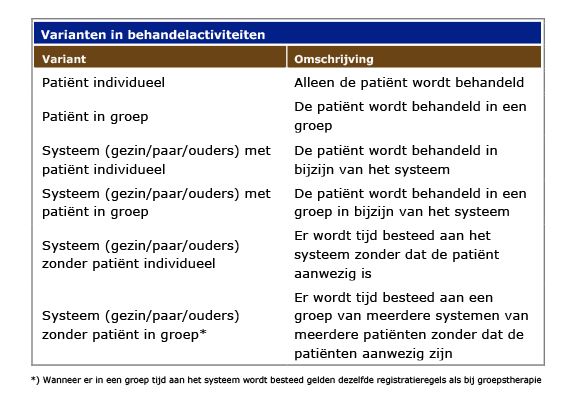 Varianten in behandelactiviteiten
Variant Omschrijving
Patiënt individueel Alleen de patiënt wordt behandeld
Patiënt in groep De patiënt wordt behandeld in een
groep
Systeem (gezin/paar/ouders) met De patiënt wordt behandeld in
patiënt individueel bijzijn van het systeem
Systeem (gezin/paar/ouders) met De patiënt wordt behandeld in een
patiënt in groep groep in bijzijn van het systeem
Systeem (gezin/paar/ouders) Er wordt tijd besteed aan het
zonder patiënt individueel systeem zonder dat de patiënt
aanwezig is
Systeem (gezin/paar/ouders) Er wordt tijd besteed aan een
zonder patiënt in groep* groep van meerdere systemen van
meerdere patiënten zonder dat de
patiënten aanwezig zijn
*) Wanneer er in een groep tijd aan het systeem wordt besteed gelden dezelfde registratieregels als bij groepstherapie